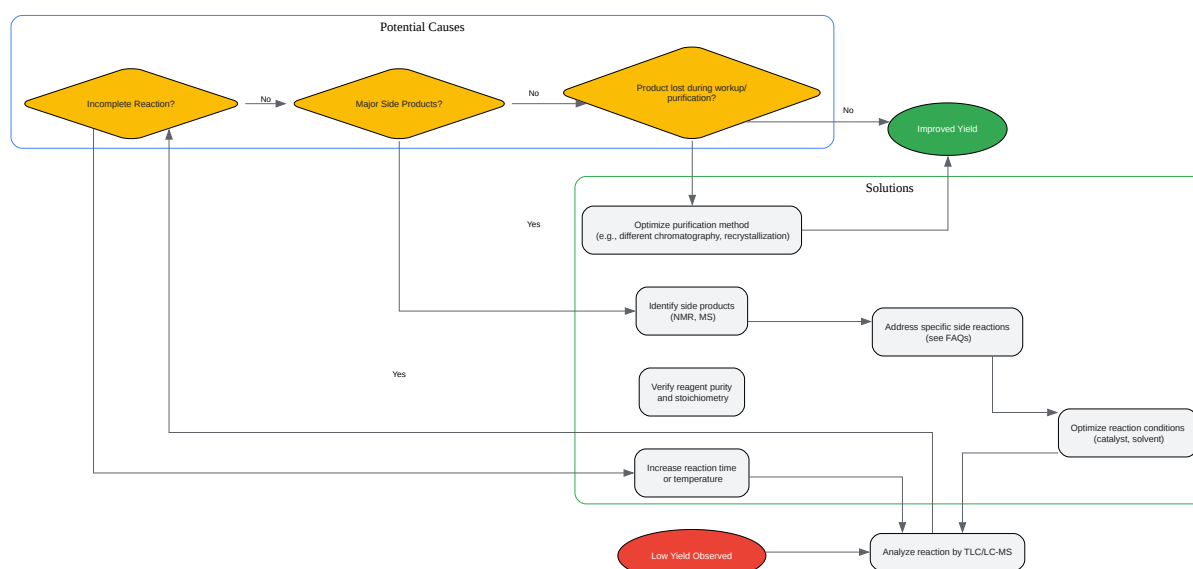 Potential Causes
Incomplete Reaction?
No
Major Side Products?
No
Product lost during workup/
purification?
No
Improved Yield
Solutions
Yes
Optimize purification method
(e.g., different chromatography, recrystallization)
Identify side products
(NMR, MS)
Address specific side reactions
(see FAQs)
Yes
Verify reagent purity
and stoichiometry
Optimize reaction conditions
(catalyst, solvent)
Increase reaction time
or temperature
Low Yield Observed
Analyze reaction by TLC/LC-MS